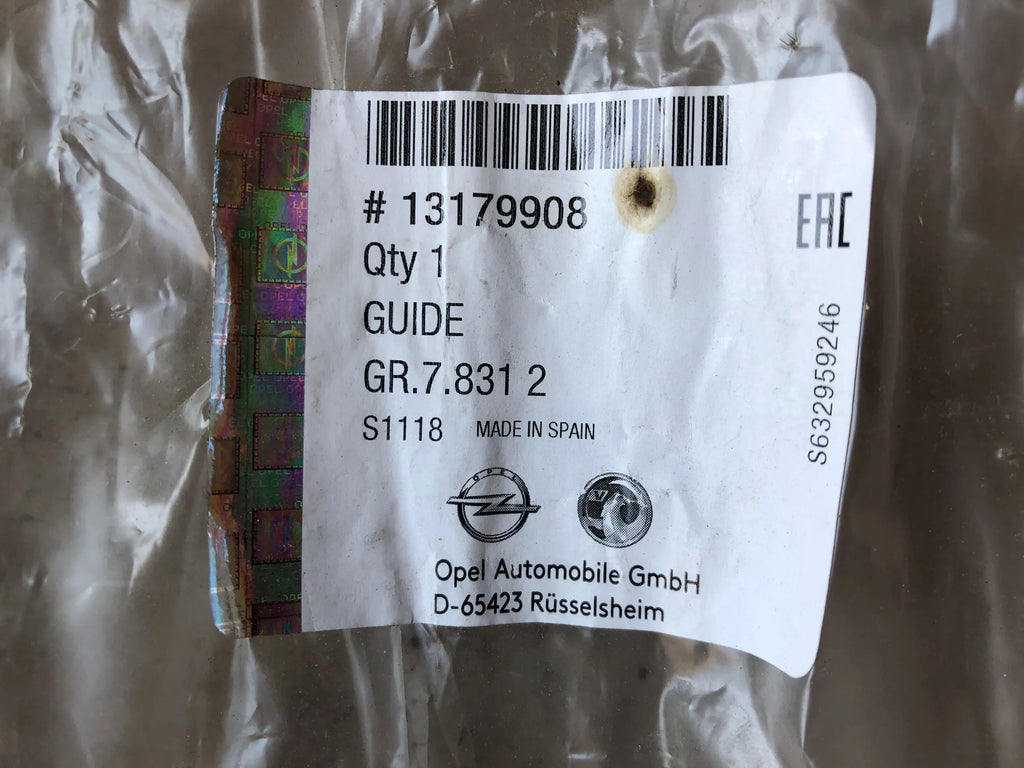 # 13179908
Qty 1
GUIDE
GR.7.831 2
S1118 MADE IN SPAIN
OPEL
V
Opel Automobile GmbH
D-65423 Rüsselsheim
EAC
S632959246